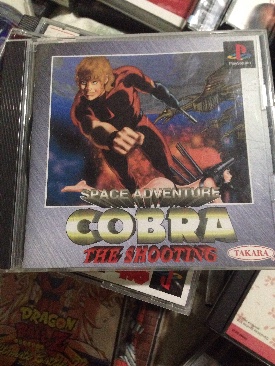 PlayStation
SPACE ADVENTURE
COBRA
THE SHOOTING
TAKARA
DRAGON